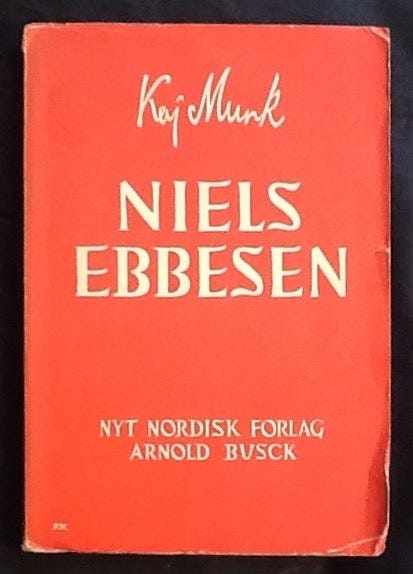 Kaj Munk
NIELS
EBBESEN
NYT NORDISK FORLAG
ARNOLD BUSCK
P.H.